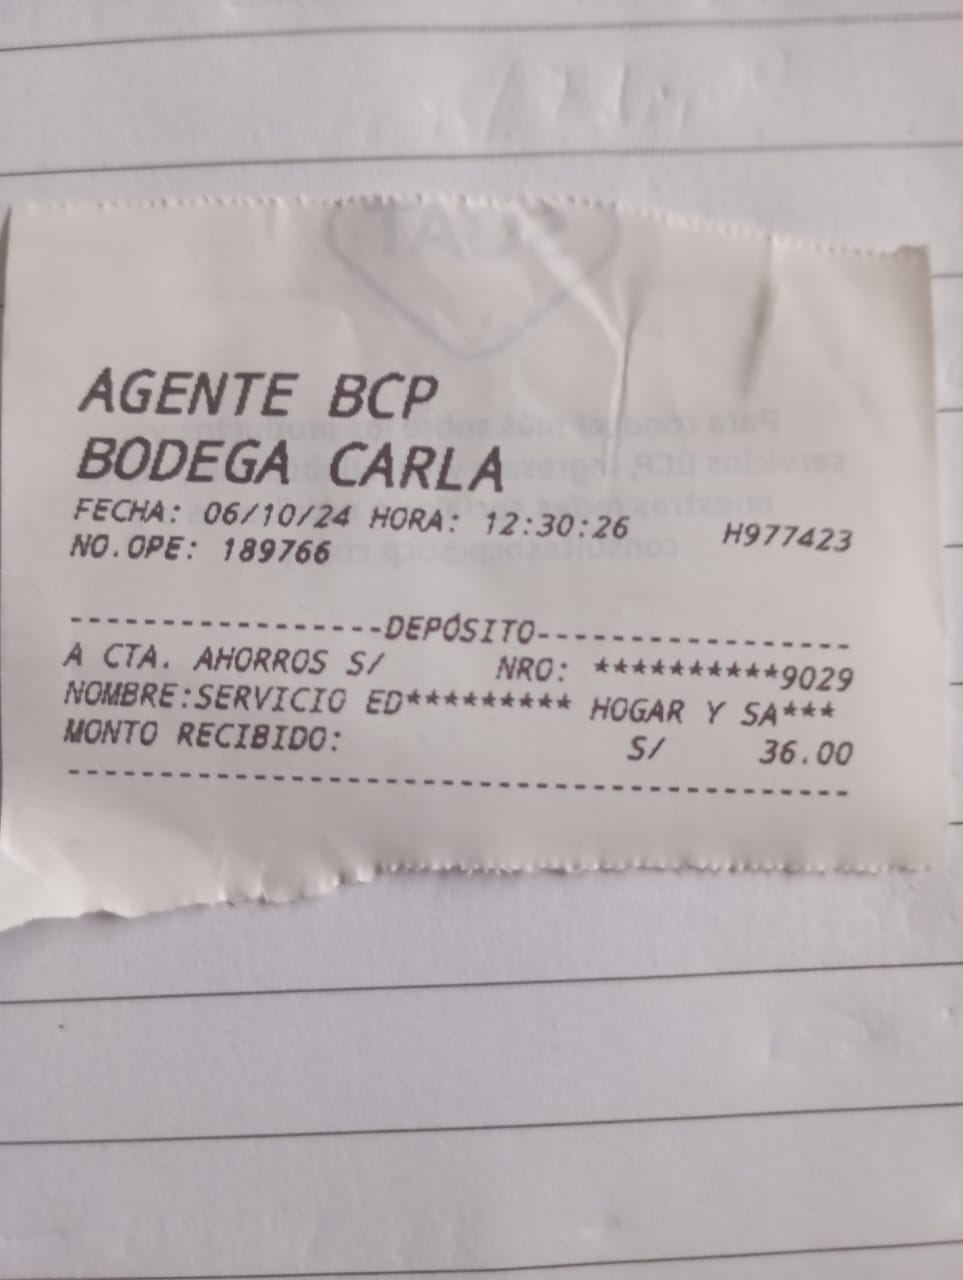 AGENTE BCP
BODEGA CARLA
FECHA: 06/10/24 HORA: 12:30:26 H977423
NO.OPE: 189766
-----------------DEPÓSITO-----------------
A CTA. AHORROS S/ NRO: **********9029
NOMBRE:SERVICIO ED********* HOGAR Y SA***
MONTO RECIBIDO: S/ 36.00
------------------------------------------